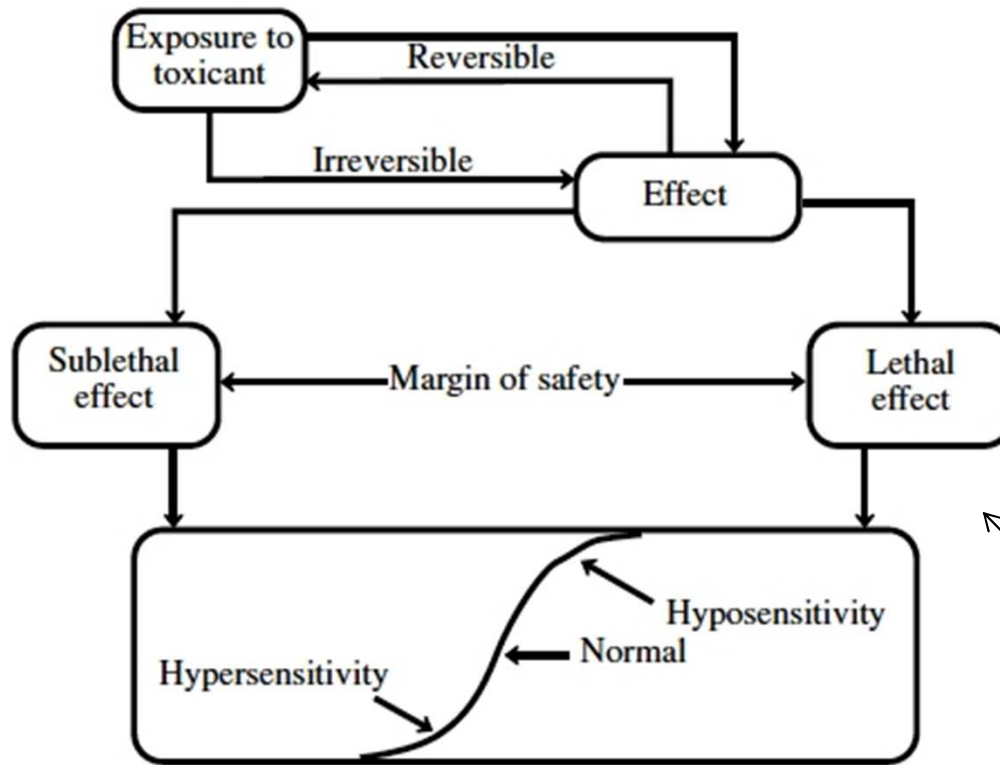 Exposure to
toxicant
Reversible
Irreversible
Effect
Sublethal
effect
Margin of safety
Lethal
effect
Hyposensitivity
Normal
Hypersensitivity